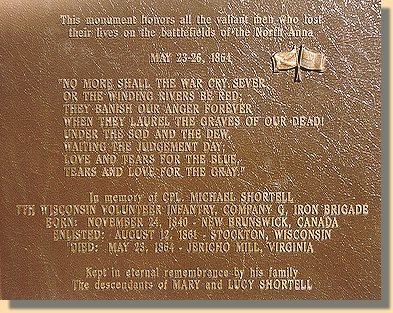 This monument honors all the valiant men who lost
their lives on the battlefields of the North Anna
MAY 23-26, 1864
"NO MORE SHALL THE WAR CRY SEVER
OR THE WINDING RIVERS BE RED;
THEY BANISH OUR ANGER FOREVER
WHEN THEY LAUREL THE GRAVES OF OUR DEAD!
UNDER THE SOD AND THE DEW,
WAITING THE JUDGEMENT DAY;
LOVE AND TEARS FOR THE BLUE,
TEARS AND LOVE FOR THE GRAY."
In memory of CPL. MICHAEL SHORTELL
7TH WISCONSIN VOLUNTEER INFANTRY, COMPANY G, IRON BRIGADE
BORN: NOVEMBER 24, 1840 - NEW BRUNSWICK, CANADA
ENLISTED: AUGUST 12, 1861 - STOCKTON, WISCONSIN
DIED: MAY 23, 1864 - JERICHO MILL, VIRGINIA
Kept in eternal remembrance by his family
The descendants of MARY and LUCY SHORTELL